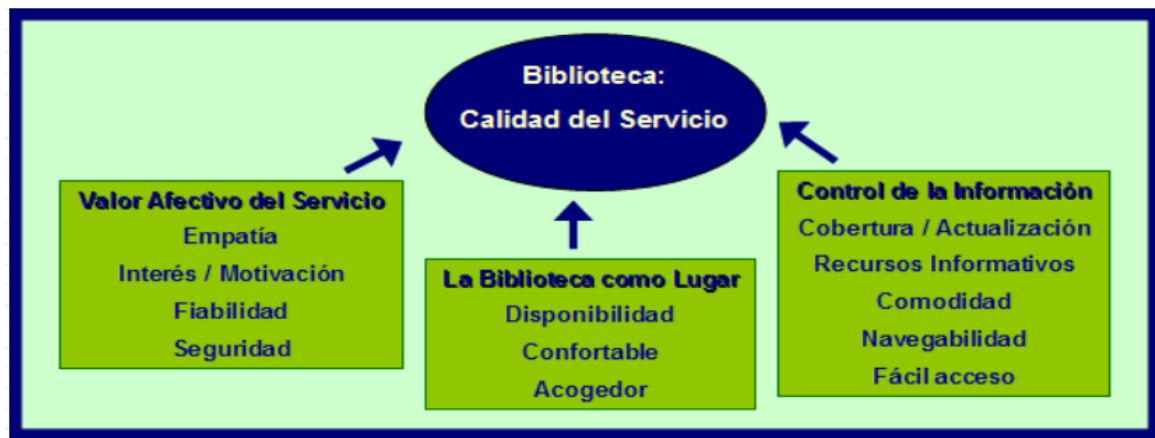 Biblioteca:
Calidad del Servicio
Valor Afectivo del Servicio
Empatía
Interés / Motivación
Fiabilidad
Seguridad
La Biblioteca como Lugar
Disponibilidad
Confortable
Acogedor
Control de la Información
Cobertura / Actualización
Recursos Informativos
Comodidad
Navegabilidad
Fácil acceso